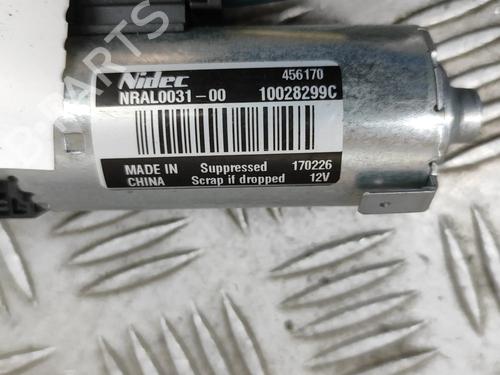 B-PARTS
Nidec 456170
NRAL0031-00 10028299C
MADE IN Suppressed 170226
CHINA Scrap if dropped 12V